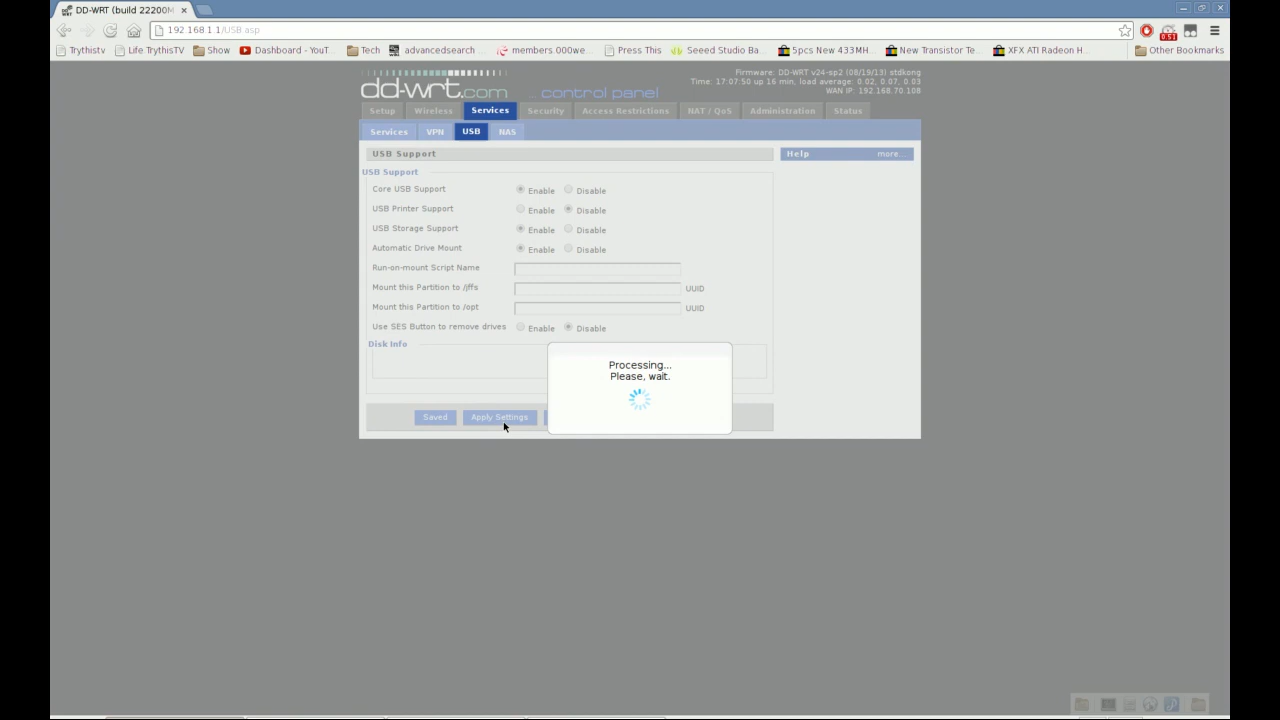 DD-WRT (build 22200M
192.168.1.1/USB.asp
Trythistv Life TrythisTV Show Dashboard - YouT... Tech advancedsearch... members.000we... Press This Seeed Studio Ba... 5pcs New 433MH... New Transistor Te... XFX ATI Radeon H... Other Bookmarks
0.51
Firmware: DD-WRT v24-sp2 (08/19/13) stdkong
Time: 17:07:50 up 16 min, load average: 0.02, 0.07, 0.03
WAN IP: 192.168.70.108
dd-wrt.com ... control panel
Setup Wireless Services Security Access Restrictions NAT / QoS Administration Status
Services VPN USB NAS
USB Support
Help more...
USB Support
Core USB Support Enable Disable
USB Printer Support Enable Disable
USB Storage Support Enable Disable
Automatic Drive Mount Enable Disable
Run-on-mount Script Name
Mount this Partition to /jffs UUID
Mount this Partition to /opt UUID
Use SES Button to remove drives Enable Disable
Disk Info
Processing...
Please, wait.
Saved Apply Settings